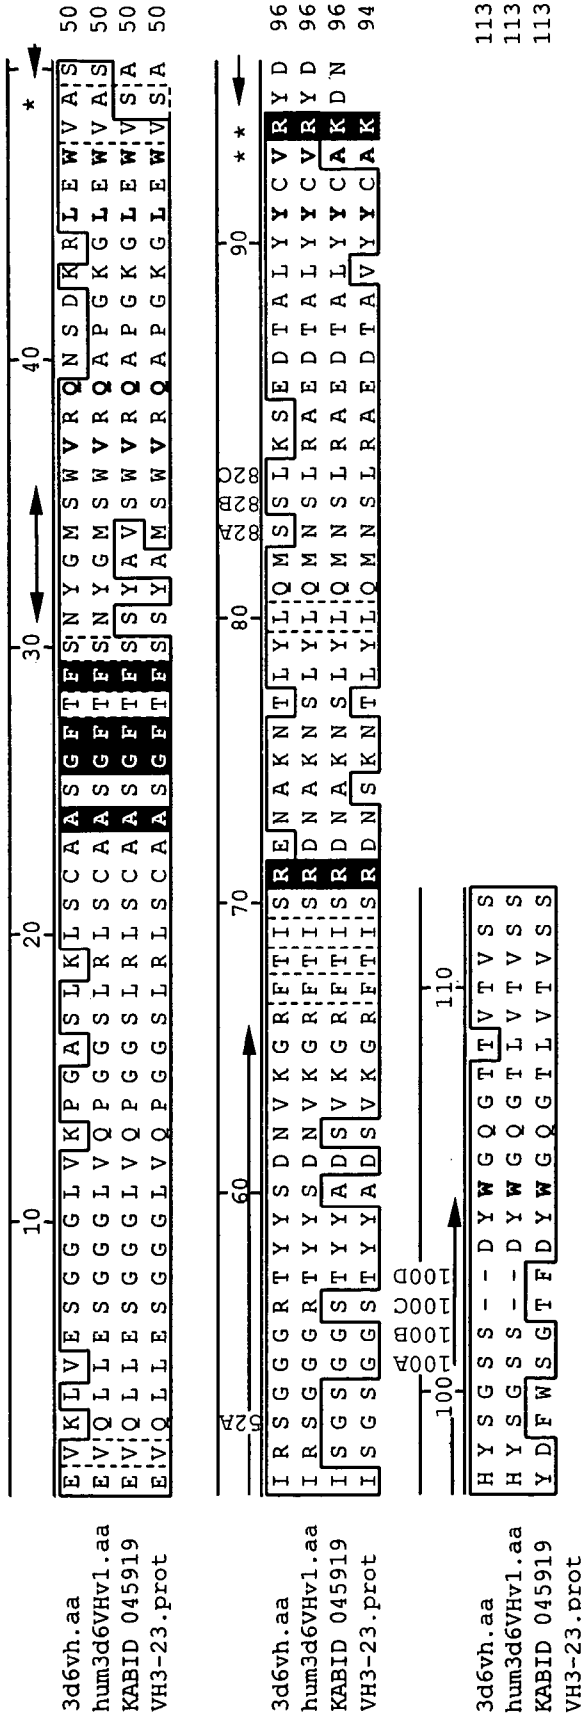 10 20 30 40 *
3d6vh.aa E V K L V E S G G G L V K P G A S L K L S C A A S G F T F S N Y G M S W V R Q N S D K R L E W V A S 50
hum3d6VHv1.aa E V Q L L E S G G G L V Q P G G S L R L S C A A S G F T F S N Y G M S W V R Q A P G K G L E W V A S 50
KABID 045919 E V Q L L E S G G G L V Q P G G S L R L S C A A S G F T F S S Y A V S W V R Q A P G K G L E W V S A 50
VH3-23.prot E V Q L L E S G G G L V Q P G G S L R L S C A A S G F T F S S Y A M S W V R Q A P G K G L E W V S A 50
52A 60 70 80 82A 82B 82C 90 * *
3d6vh.aa I R S G G G R T Y Y S D N V K G R F T I S R E N A K N T L Y L Q M S S L K S E D T A L Y Y C V R Y D 96
hum3d6VHv1.aa I R S G G G R T Y Y S D N V K G R F T I S R D N A K N S L Y L Q M N S L R A E D T A L Y Y C V R Y D 96
KABID 045919 I S G S G G S T Y Y A D S V K G R F T I S R D N A K N S L Y L Q M N S L R A E D T A L Y Y C A K D N 96
VH3-23.prot I S G S G G S T Y Y A D S V K G R F T I S R D N S K N T L Y L Q M N S L R A E D T A V Y Y C A K 94
100 100A 100B 100C 100D 110
3d6vh.aa H Y S G S S - - D Y W G Q G T T V T V S S 113
hum3d6VHv1.aa H Y S G S S - - D Y W G Q G T L V T V S S 113
KABID 045919 Y D F W S G T F D Y W G Q G T L V T V S S 113
VH3-23.prot